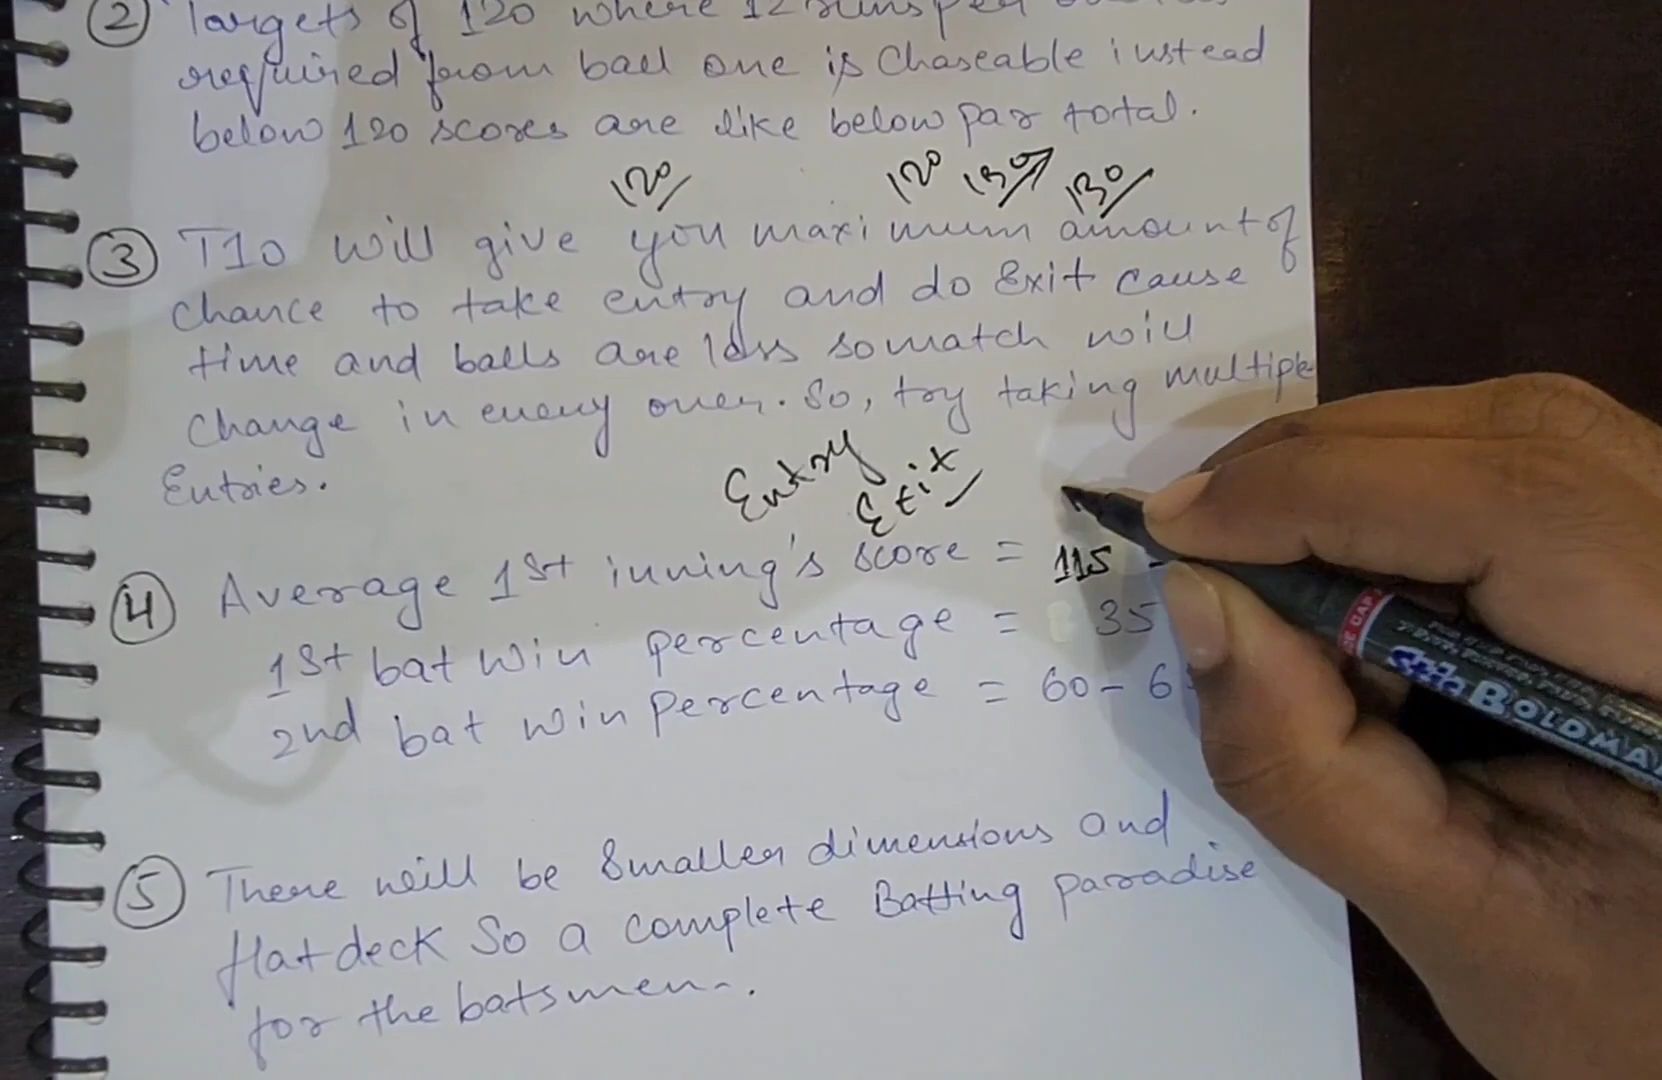 ② Targets of 120 where 12 runs per
required from ball one is Chaseable instead
below 120 scores are like below par total.
120 120 130 130
③ T10 will give you maximum amount of
chance to take entry and do Exit cause
time and balls are less so match will
change in every over. So, try taking multiple
Entries.
Entry
Exit
④ Average 1st inning's score = 115 -
1st bat win percentage = 35
2nd bat win percentage = 60 - 6
⑤ There will be Smaller dimensions and
flat deck So a complete Batting paradise
for the batsmen.
Stic BOLDMA